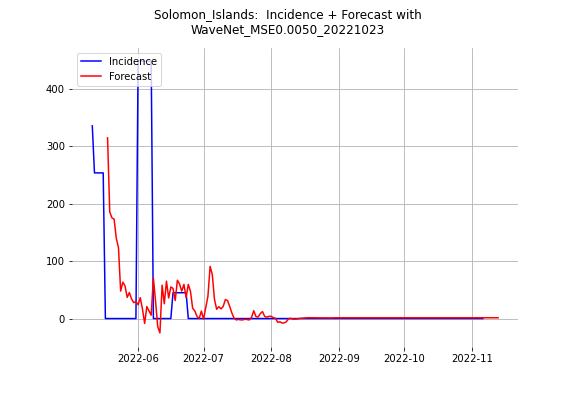 Solomon_Islands:  Incidence + Forecast with
WaveNet_MSE0.0050_20221023
Incidence
Forecast
400
300
200
100
0
2022-06 2022-07 2022-08 2022-09 2022-10 2022-11